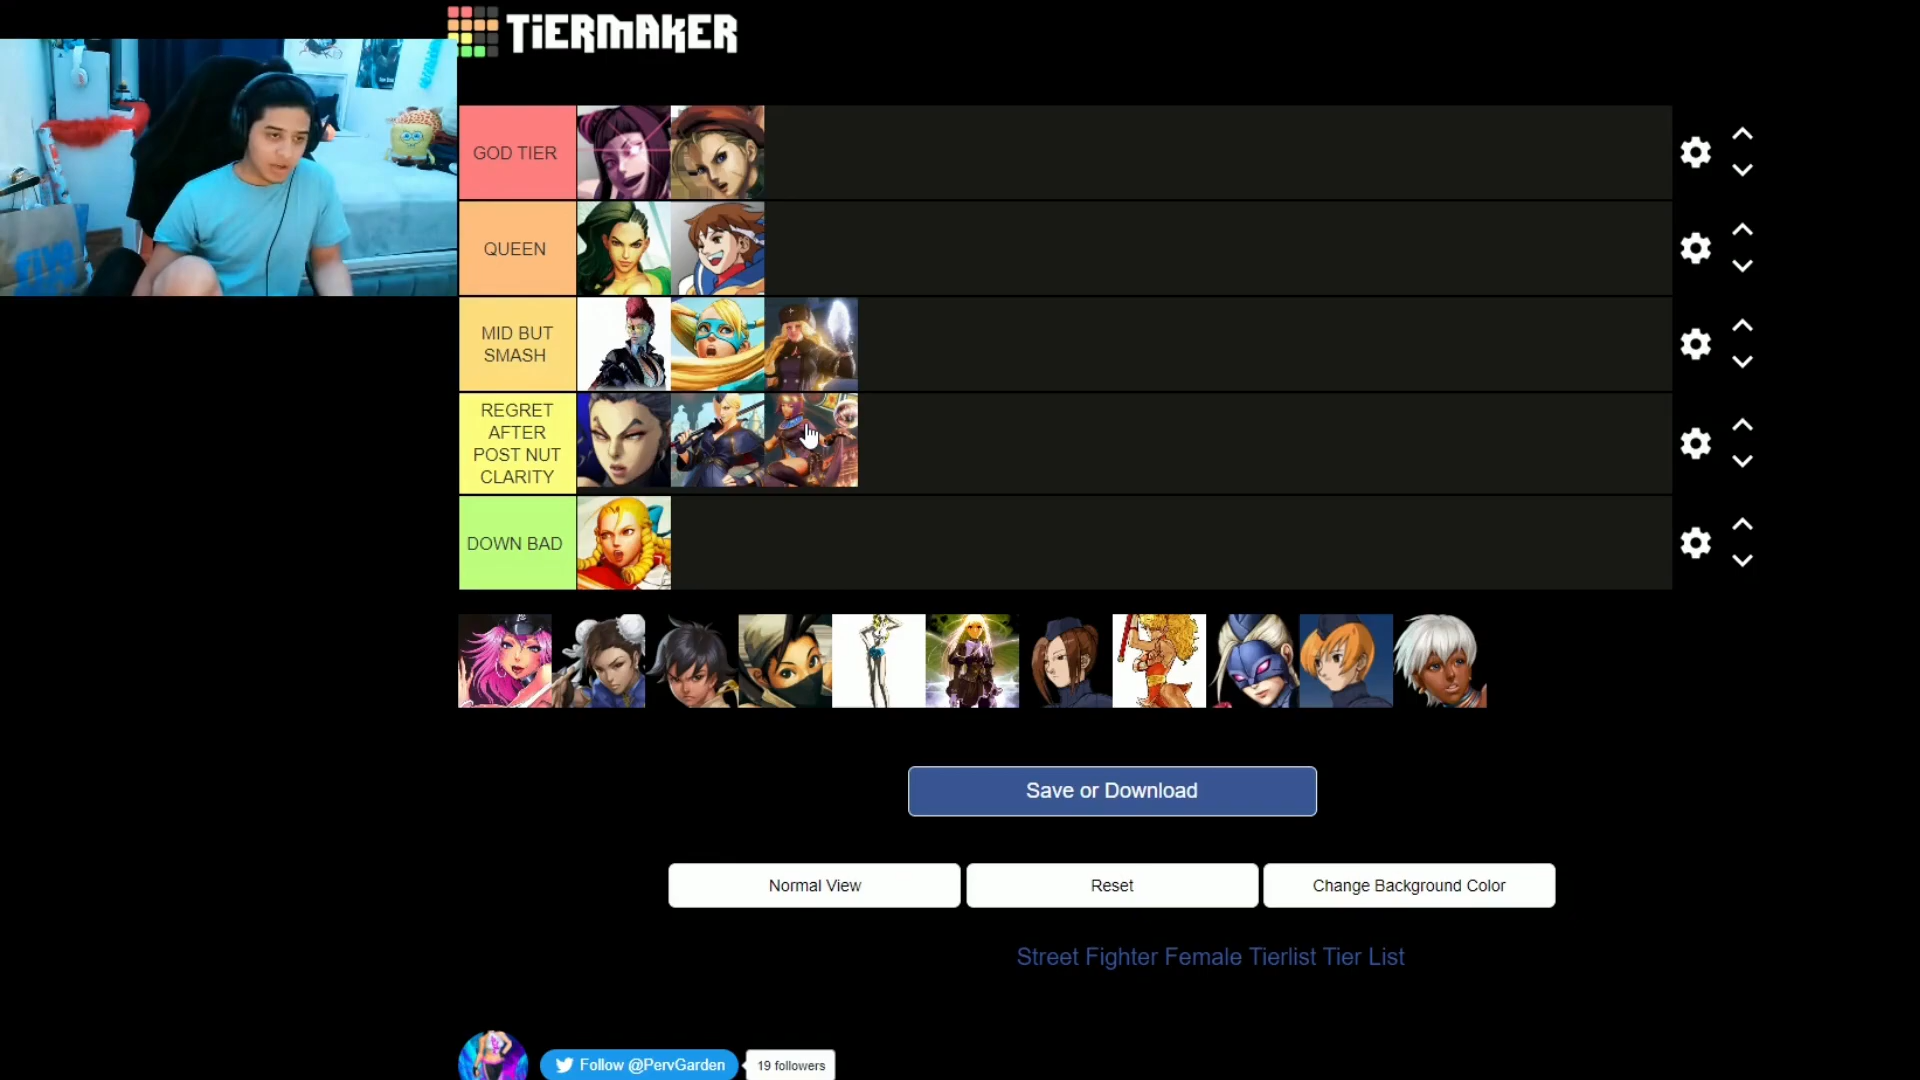 TiERMAKER
GOD TIER
QUEEN
MID BUT
SMASH
REGRET
AFTER
POST NUT
CLARITY
DOWN BAD
Save or Download
Normal View
Reset
Change Background Color
Street Fighter Female Tierlist Tier List
Follow @PervGarden
19 followers